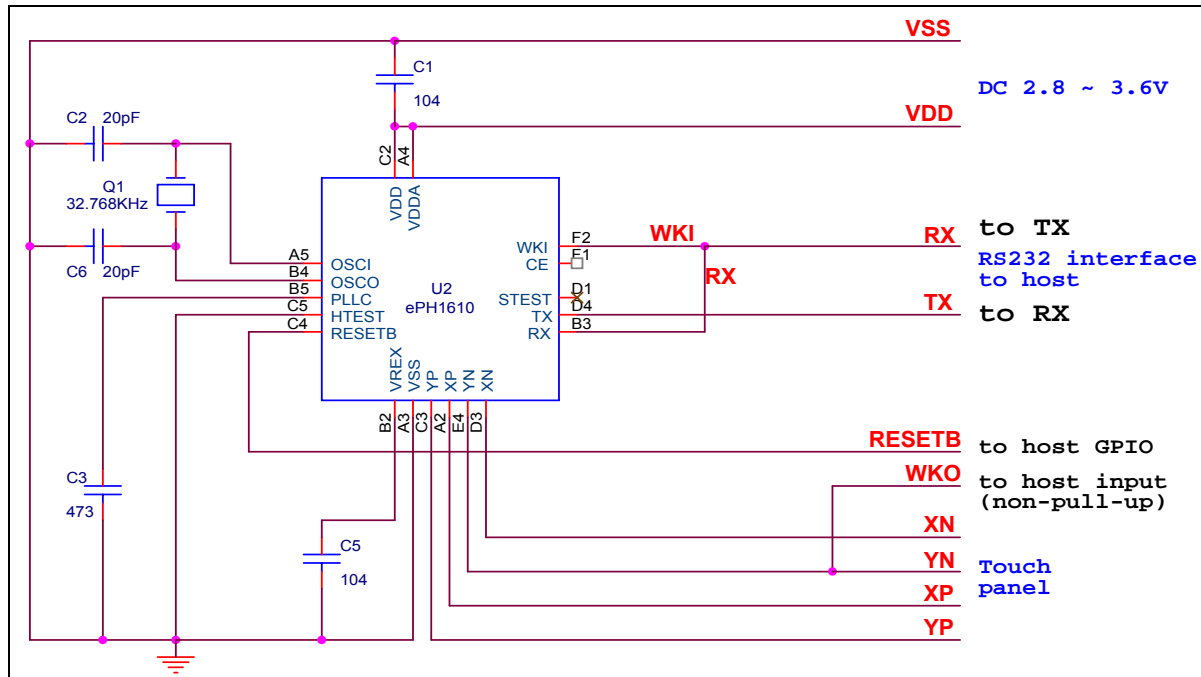 VSS
C1
104
DC 2.8 ~ 3.6V
C2 20pF
VDD
C2
A4
Q1
32.768KHz
VDD
VDDA
C6 20pF
A5
B4
B5
C5
C4
OSCI
OSCO
PLLC
HTEST
RESETB
U2
ePH1610
WKI
CE
STEST
TX
RX
F2
E1
D1
D4
B3
WKI
RX
RX
to TX
RS232 interface
to host
TX
to RX
VREX
VSS
YP
XP
YN
XN
B2
A3
C3
A2
E4
D3
RESETB
to host GPIO
WKO
to host input
(non-pull-up)
C3
473
C5
104
XN
YN
Touch
panel
XP
YP